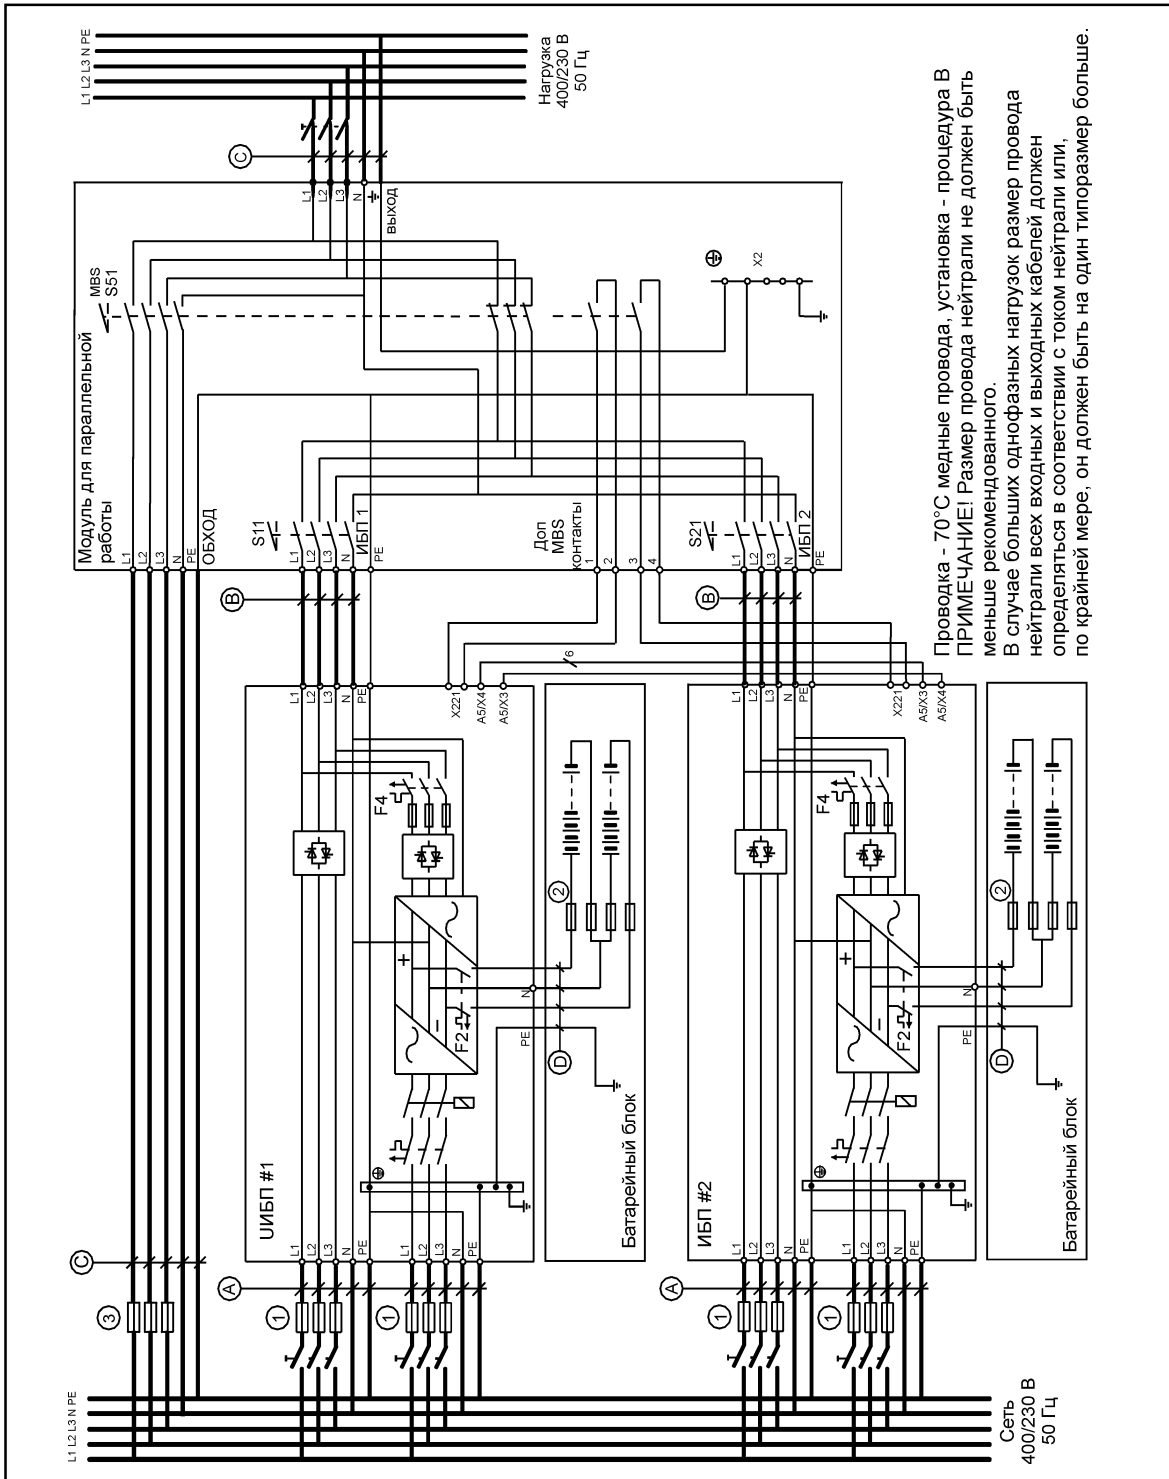 L1 L2 L3 N PE
Нагрузка
400/230 В
50 Гц
C
L1
L2
L3
N
ВЫХОД
MBS
S51
Модуль для параллельной
работы
L1
L2
L3
N
PE
ОБХОД
X2
S11
L1
L2
L3
N
ИБП 1
PE
Доп
MBS
контакты
1
2
3
4
S21
L1
L2
L3
N
ИБП 2
PE
B
B
6
L1
L2
L3
N
PE
X221
A5/X4
A5/X3
F4
+
−
F2
N
PE
2
D
UИБП #1
Батарейный блок
L1
L2
L3
N
PE
L1
L2
L3
N
L1
L2
L3
N
PE
X221
A5/X3
A5/X4
F4
+
−
F2
N
PE
2
D
ИБП #2
Батарейный блок
L1
L2
L3
N
PE
L1
L2
L3
N
C
A
A
3
1
1
1
1
L1 L2 L3 N PE
Сеть
400/230 В
50 Гц
Проводка - 70°C медные провода, установка - процедура B
ПРИМЕЧАНИЕ! Размер провода нейтрали не должен быть
меньше рекомендованного.
В случае больших однофазных нагрузок размер провода
нейтрали всех входных и выходных кабелей должен
определяться в соответствии с током нейтрали или,
по крайней мере, он должен быть на один типоразмер больше.